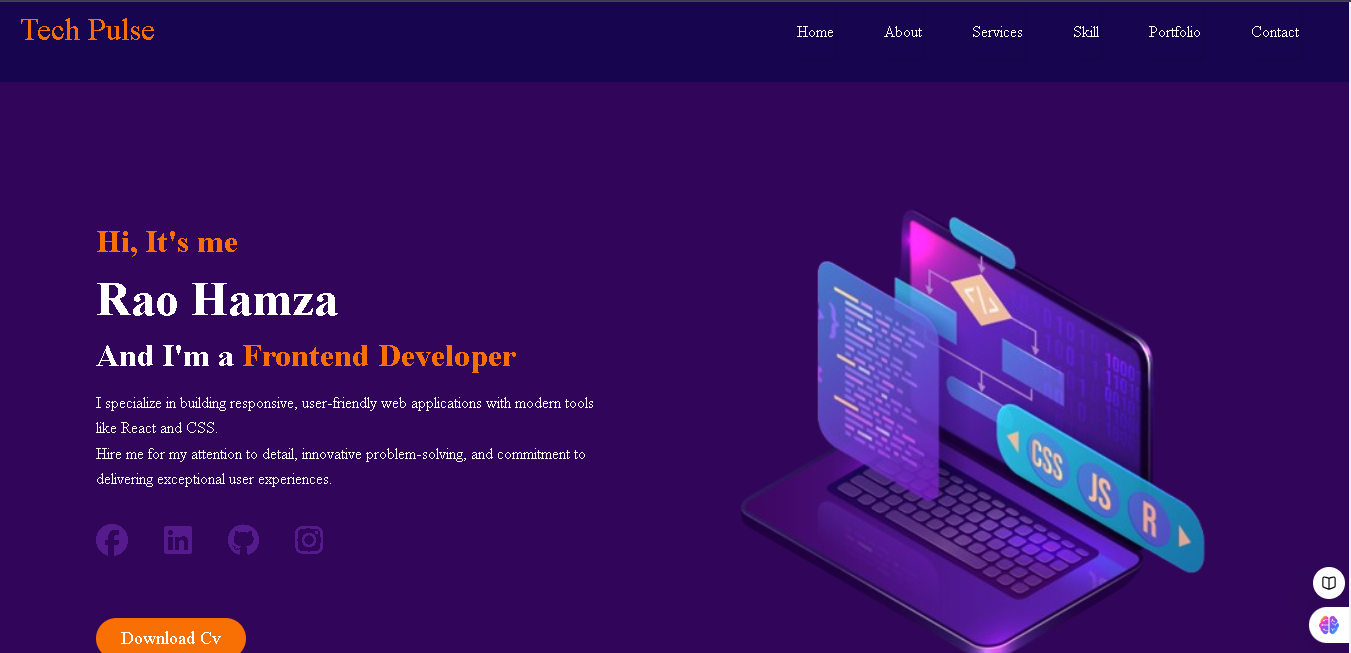 Tech Pulse
Home About Services Skill Portfolio Contact
Hi, It's me
Rao Hamza
And I'm a Frontend Developer
I specialize in building responsive, user-friendly web applications with modern tools
like React and CSS.
Hire me for my attention to detail, innovative problem-solving, and commitment to
delivering exceptional user experiences.
</>
CSS
JS
R
Download Cv